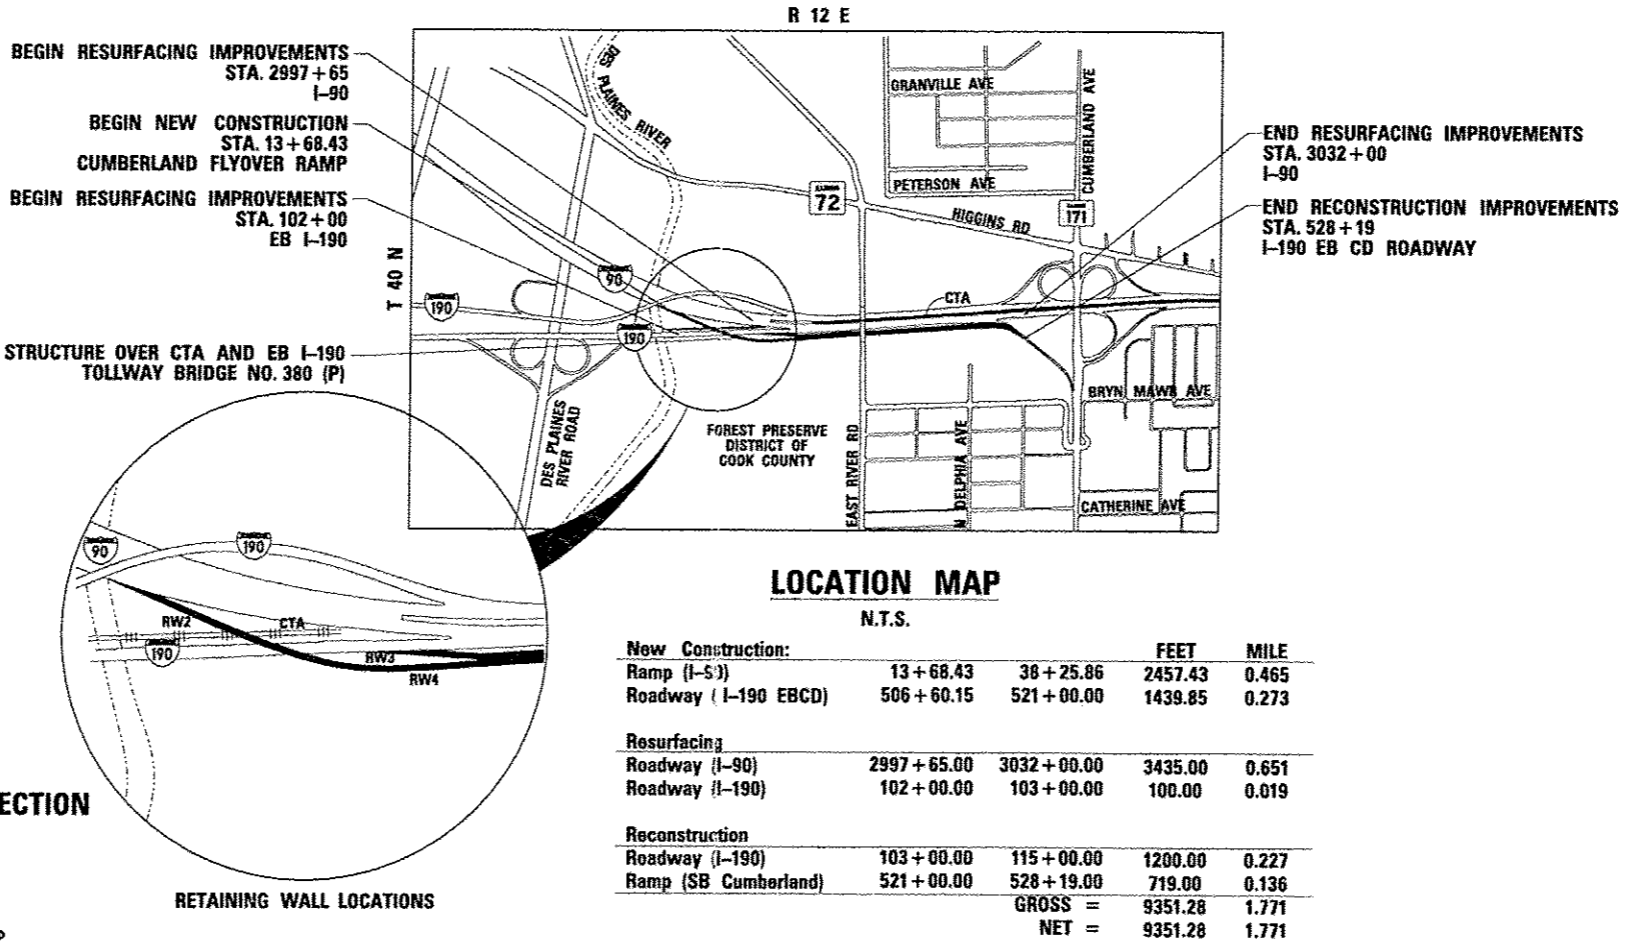 R 12 E
BEGIN RESURFACING IMPROVEMENTS
STA. 2997+65
I-90
BEGIN NEW CONSTRUCTION
STA. 13+68.43
CUMBERLAND FLYOVER RAMP
BEGIN RESURFACING IMPROVEMENTS
STA. 102+00
EB I-190
STRUCTURE OVER CTA AND EB I-190
TOLLWAY BRIDGE NO. 380 (P)
T 40 N
DES PLAINES RIVER
GRANVILLE AVE
CUMBERLAND AVE
PETERSON AVE
72
171
HIGGINS RD
90
190
190
CTA
BRYN MAWR AVE
DES PLAINES
RIVER ROAD
FOREST PRESERVE
DISTRICT OF
COOK COUNTY
EAST RIVER RD
N DELPHIA AVE
CATHERINE AVE
END RESURFACING IMPROVEMENTS
STA. 3032+00
I-90
END RECONSTRUCTION IMPROVEMENTS
STA. 528+19
I-190 EB CD ROADWAY
90
190
RW2
CTA
190
RW3
RW4
ECTION
RETAINING WALL LOCATIONS
LOCATION MAP
N.T.S.
New Construction: FEET MILE
Ramp (I-90) 13+68.43 38+25.86 2457.43 0.465
Roadway ( I-190 EBCD) 506+60.15 521+00.00 1439.85 0.273
Resurfacing
Roadway (I-90) 2997+65.00 3032+00.00 3435.00 0.651
Roadway (I-190) 102+00.00 103+00.00 100.00 0.019
Reconstruction
Roadway (I-190) 103+00.00 115+00.00 1200.00 0.227
Ramp (SB Cumberland) 521+00.00 528+19.00 719.00 0.136
GROSS = 9351.28 1.771
NET = 9351.28 1.771